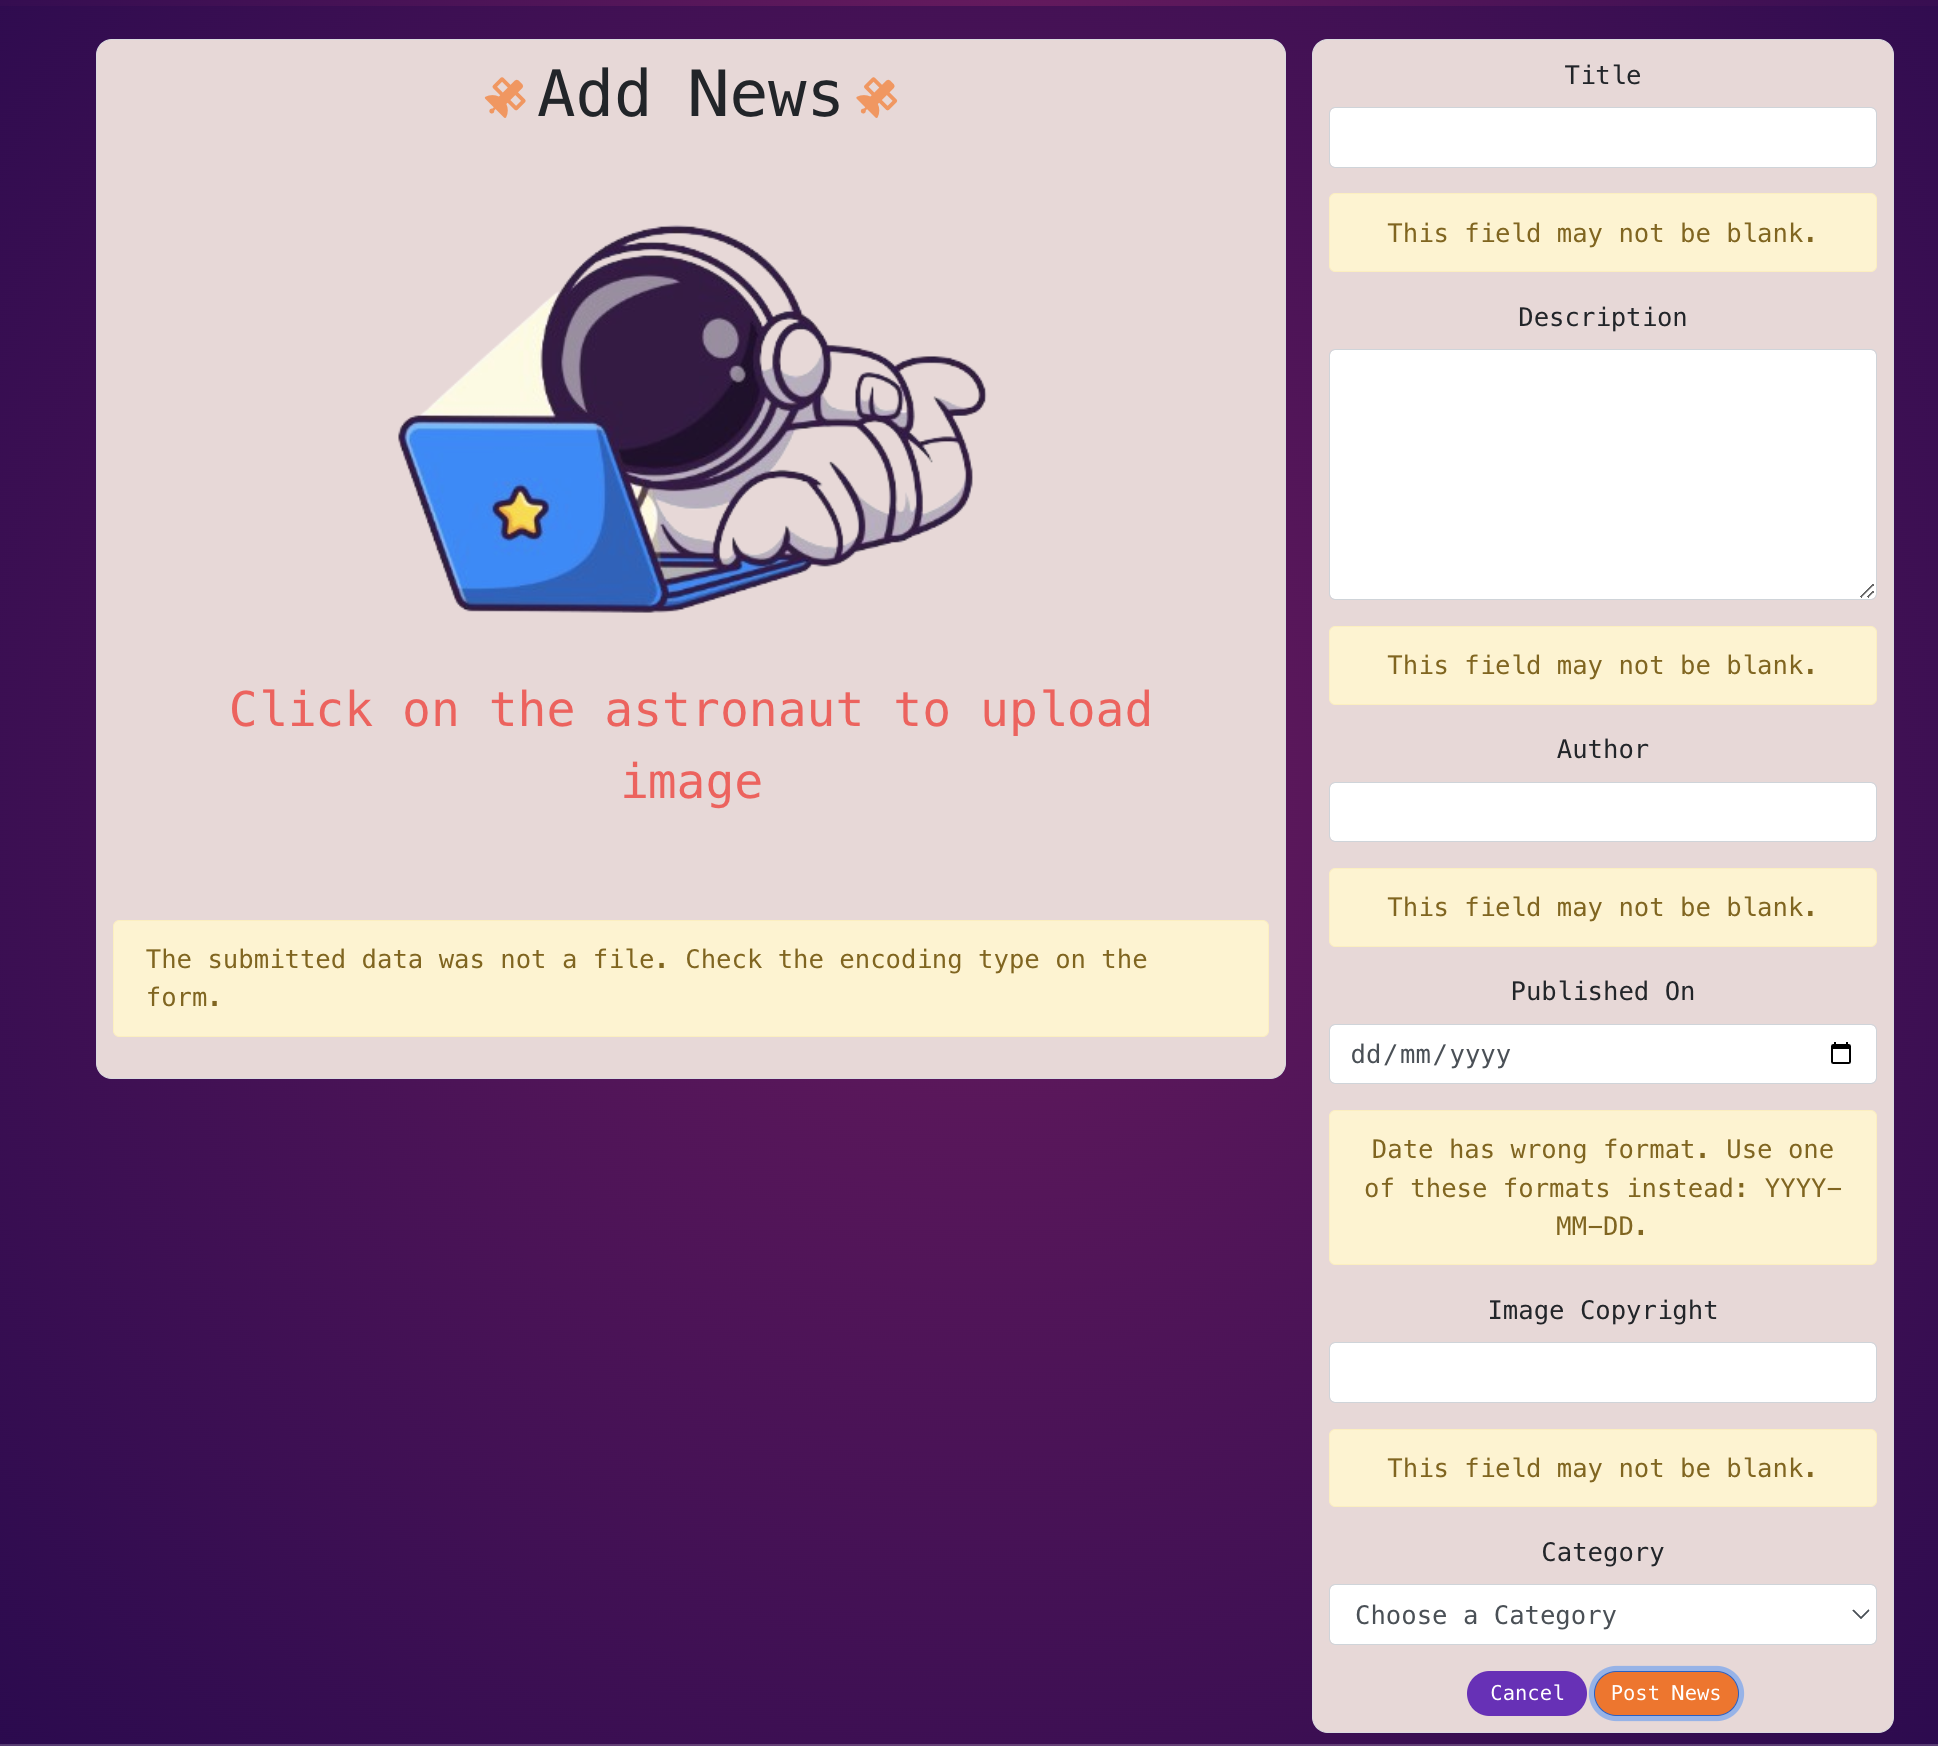 Add News
Click on the astronaut to upload
image
The submitted data was not a file. Check the encoding type on the
form.
Title
This field may not be blank.
Description
This field may not be blank.
Author
This field may not be blank.
Published On
dd/mm/yyyy
Date has wrong format. Use one
of these formats instead: YYYY-
MM-DD.
Image Copyright
This field may not be blank.
Category
Choose a Category
Cancel Post News